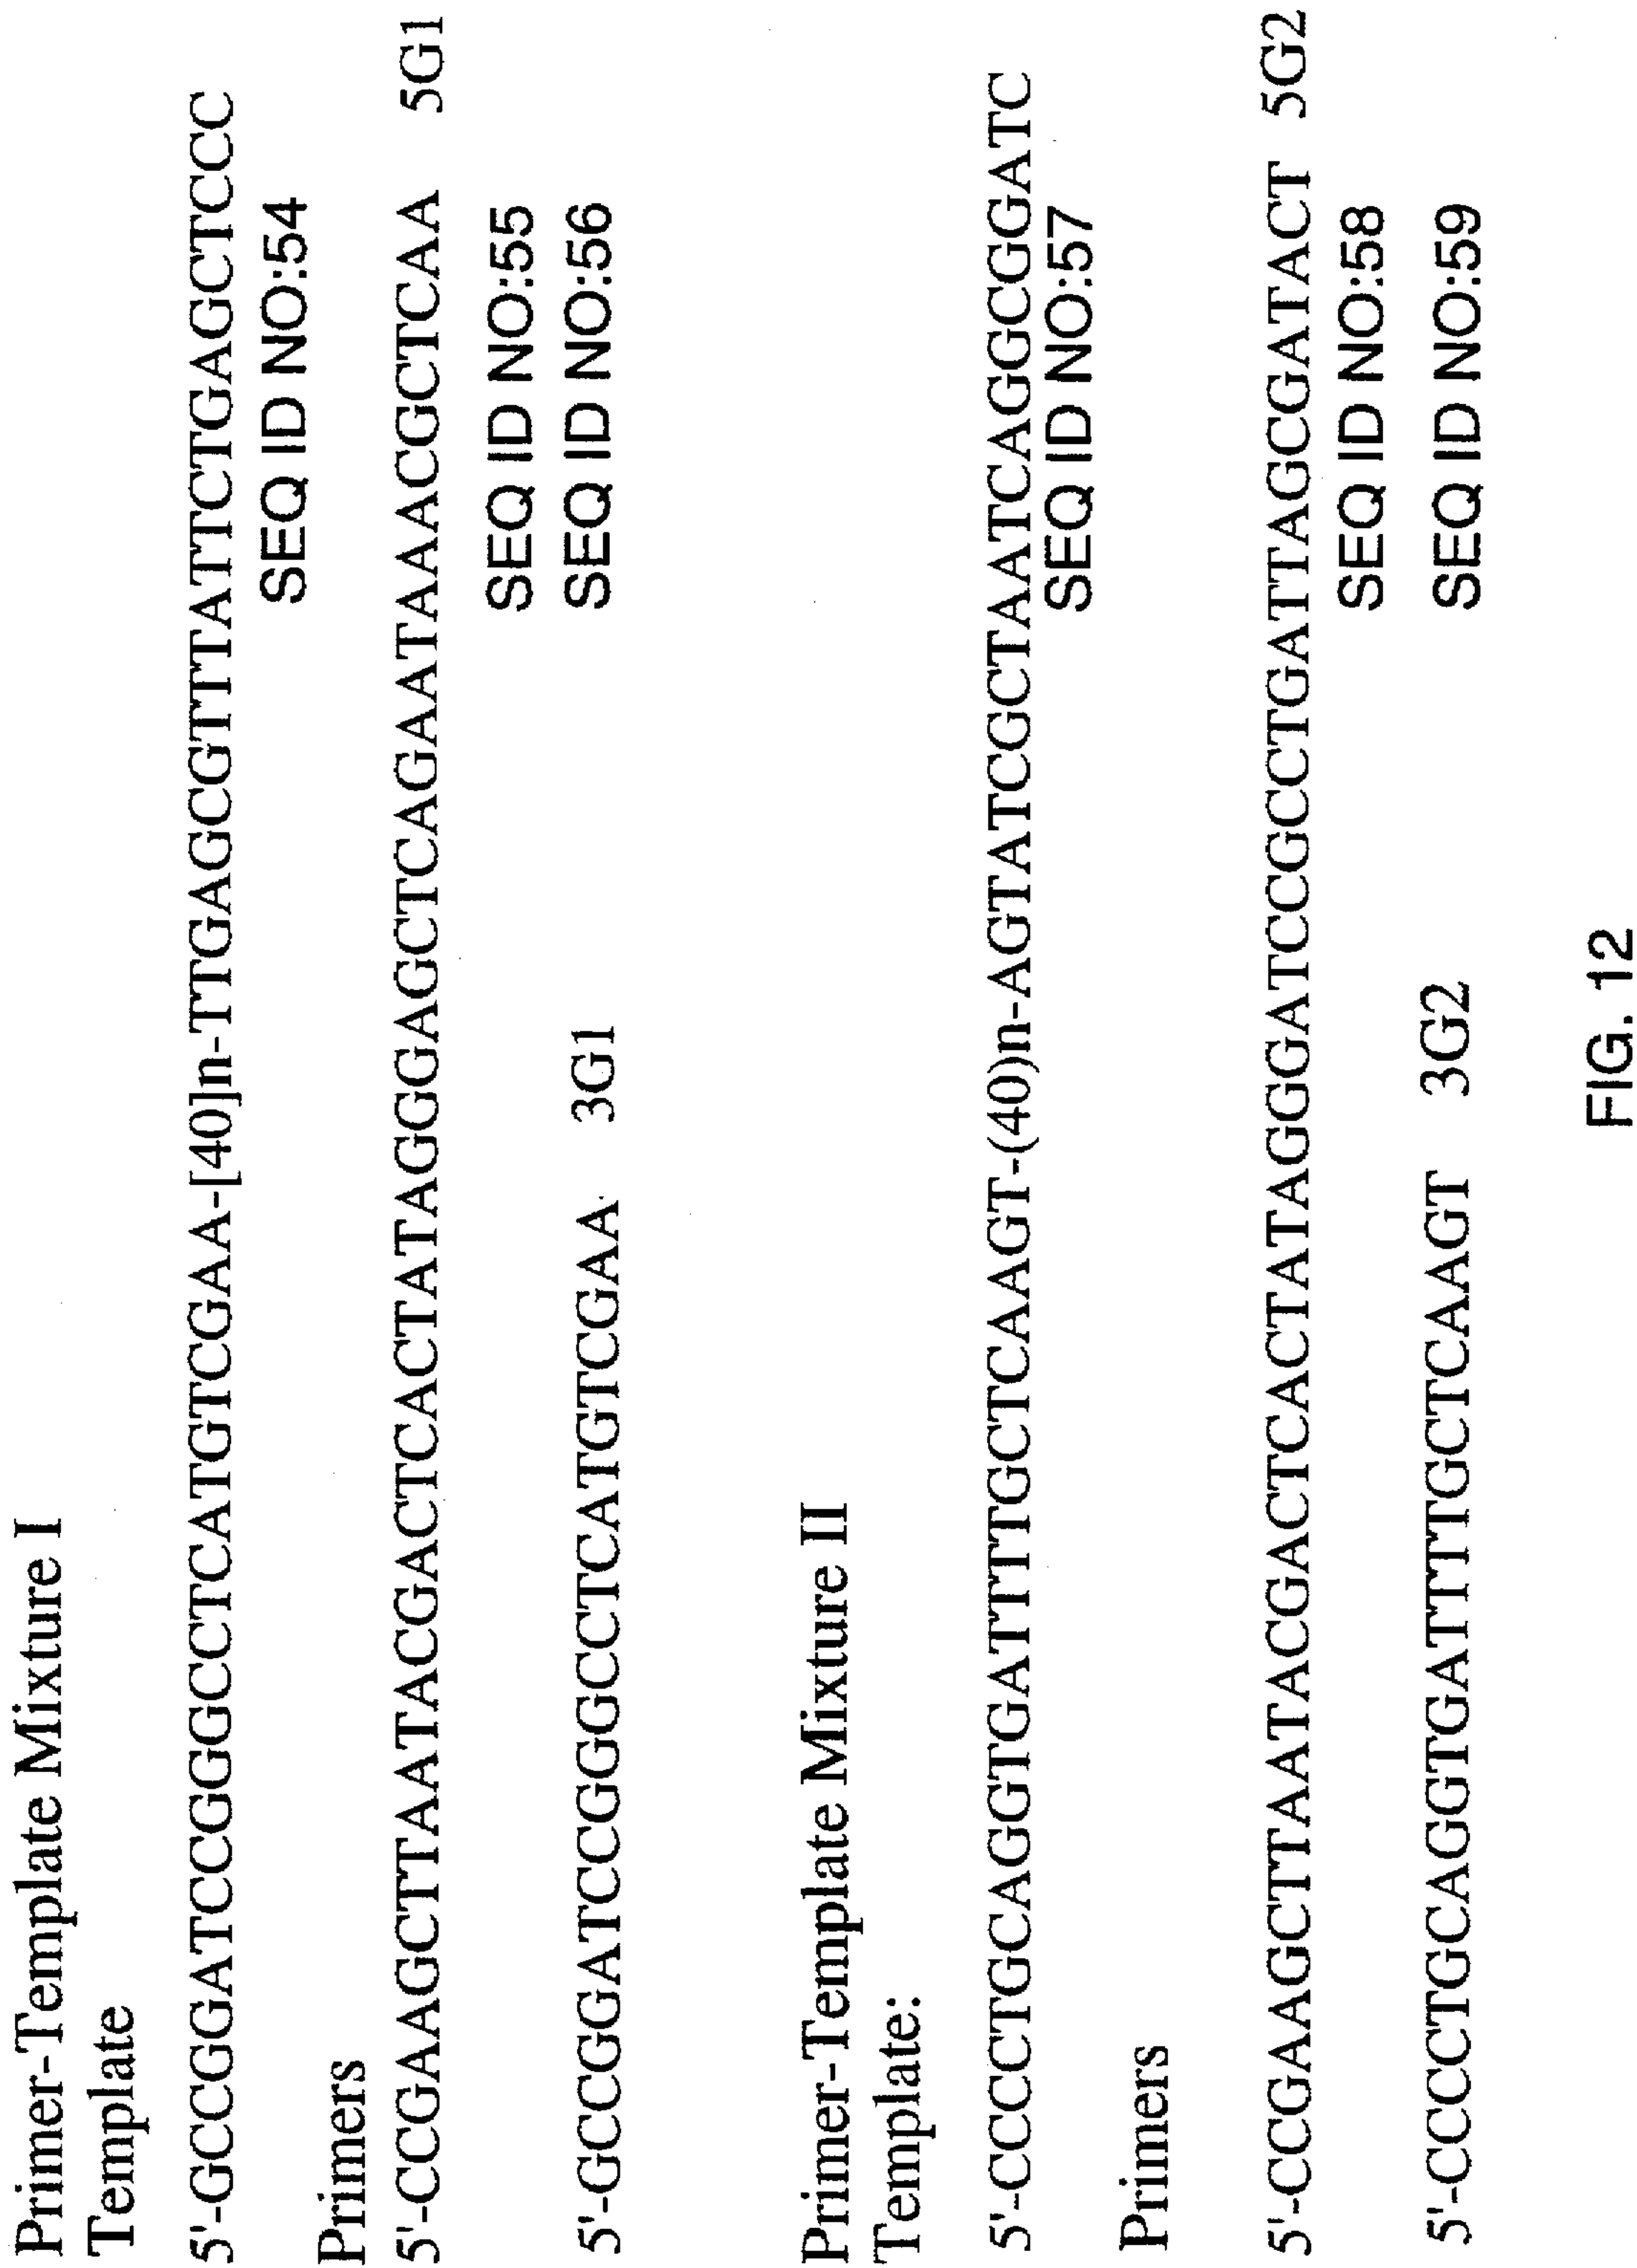 Primer-Template Mixture I
Template
5'-GCCGGATCCGGGCCTCATGTCGAA-[40]n-TTGAGCGTTTATTCTGAGCTCCC
SEQ ID NO:54
Primers
5'-CCGAAGCTTAATACGACTCACTATAGGGAGCTCAGAATAAACGCTCAA 5G1
SEQ ID NO:55
5'-GCCGGATCCGGGCCTCATGTCGAA 3G1
SEQ ID NO:56
Primer-Template Mixture II
Template:
5'-CCCCTGCAGGTGATTTTGCTCAAGT-(40)n-AGTATCGCTAATCAGGCGGATC
SEQ ID NO:57
Primers
5'-CCGAAGCTTAATACGACTCACTATAGGGATCCGCCTGATTAGCGATACT 5G2
SEQ ID NO:58
5'-CCCCTGCAGGTGATTTTGCTCAAGT 3G2
SEQ ID NO:59
FIG. 12